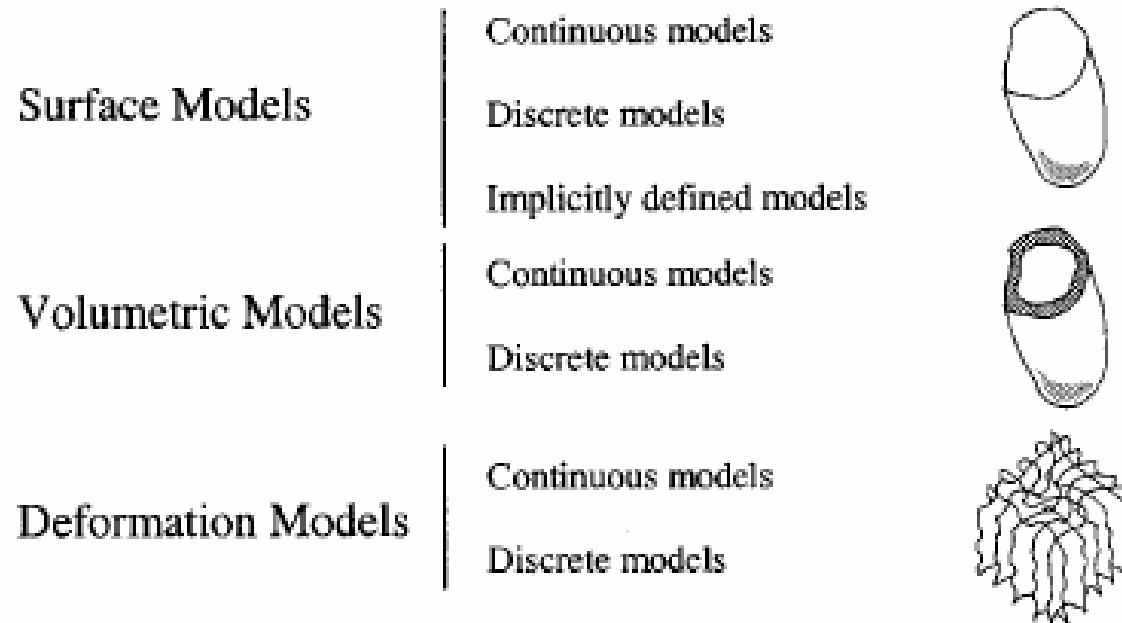 Surface Models
Continuous models
Discrete models
Implicitly defined models
Volumetric Models
Continuous models
Discrete models
Deformation Models
Continuous models
Discrete models